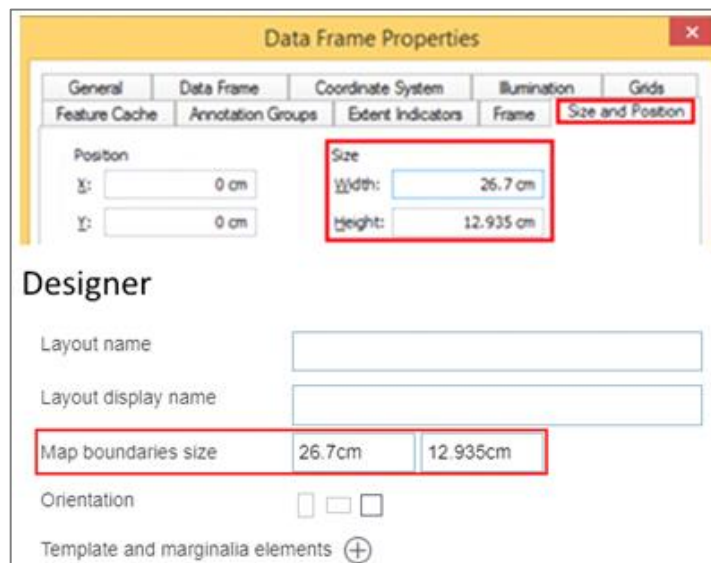 Data Frame Properties
General Data Frame Coordinate System Illumination Grids
Feature Cache Annotation Groups Extent Indicators Frame Size and Position
Position Size
X: 0 cm Width: 26.7 cm
Y: 0 cm Height: 12.935 cm
Designer
Layout name
Layout display name
Map boundaries size 26.7cm 12.935cm
Orientation
Template and marginalia elements